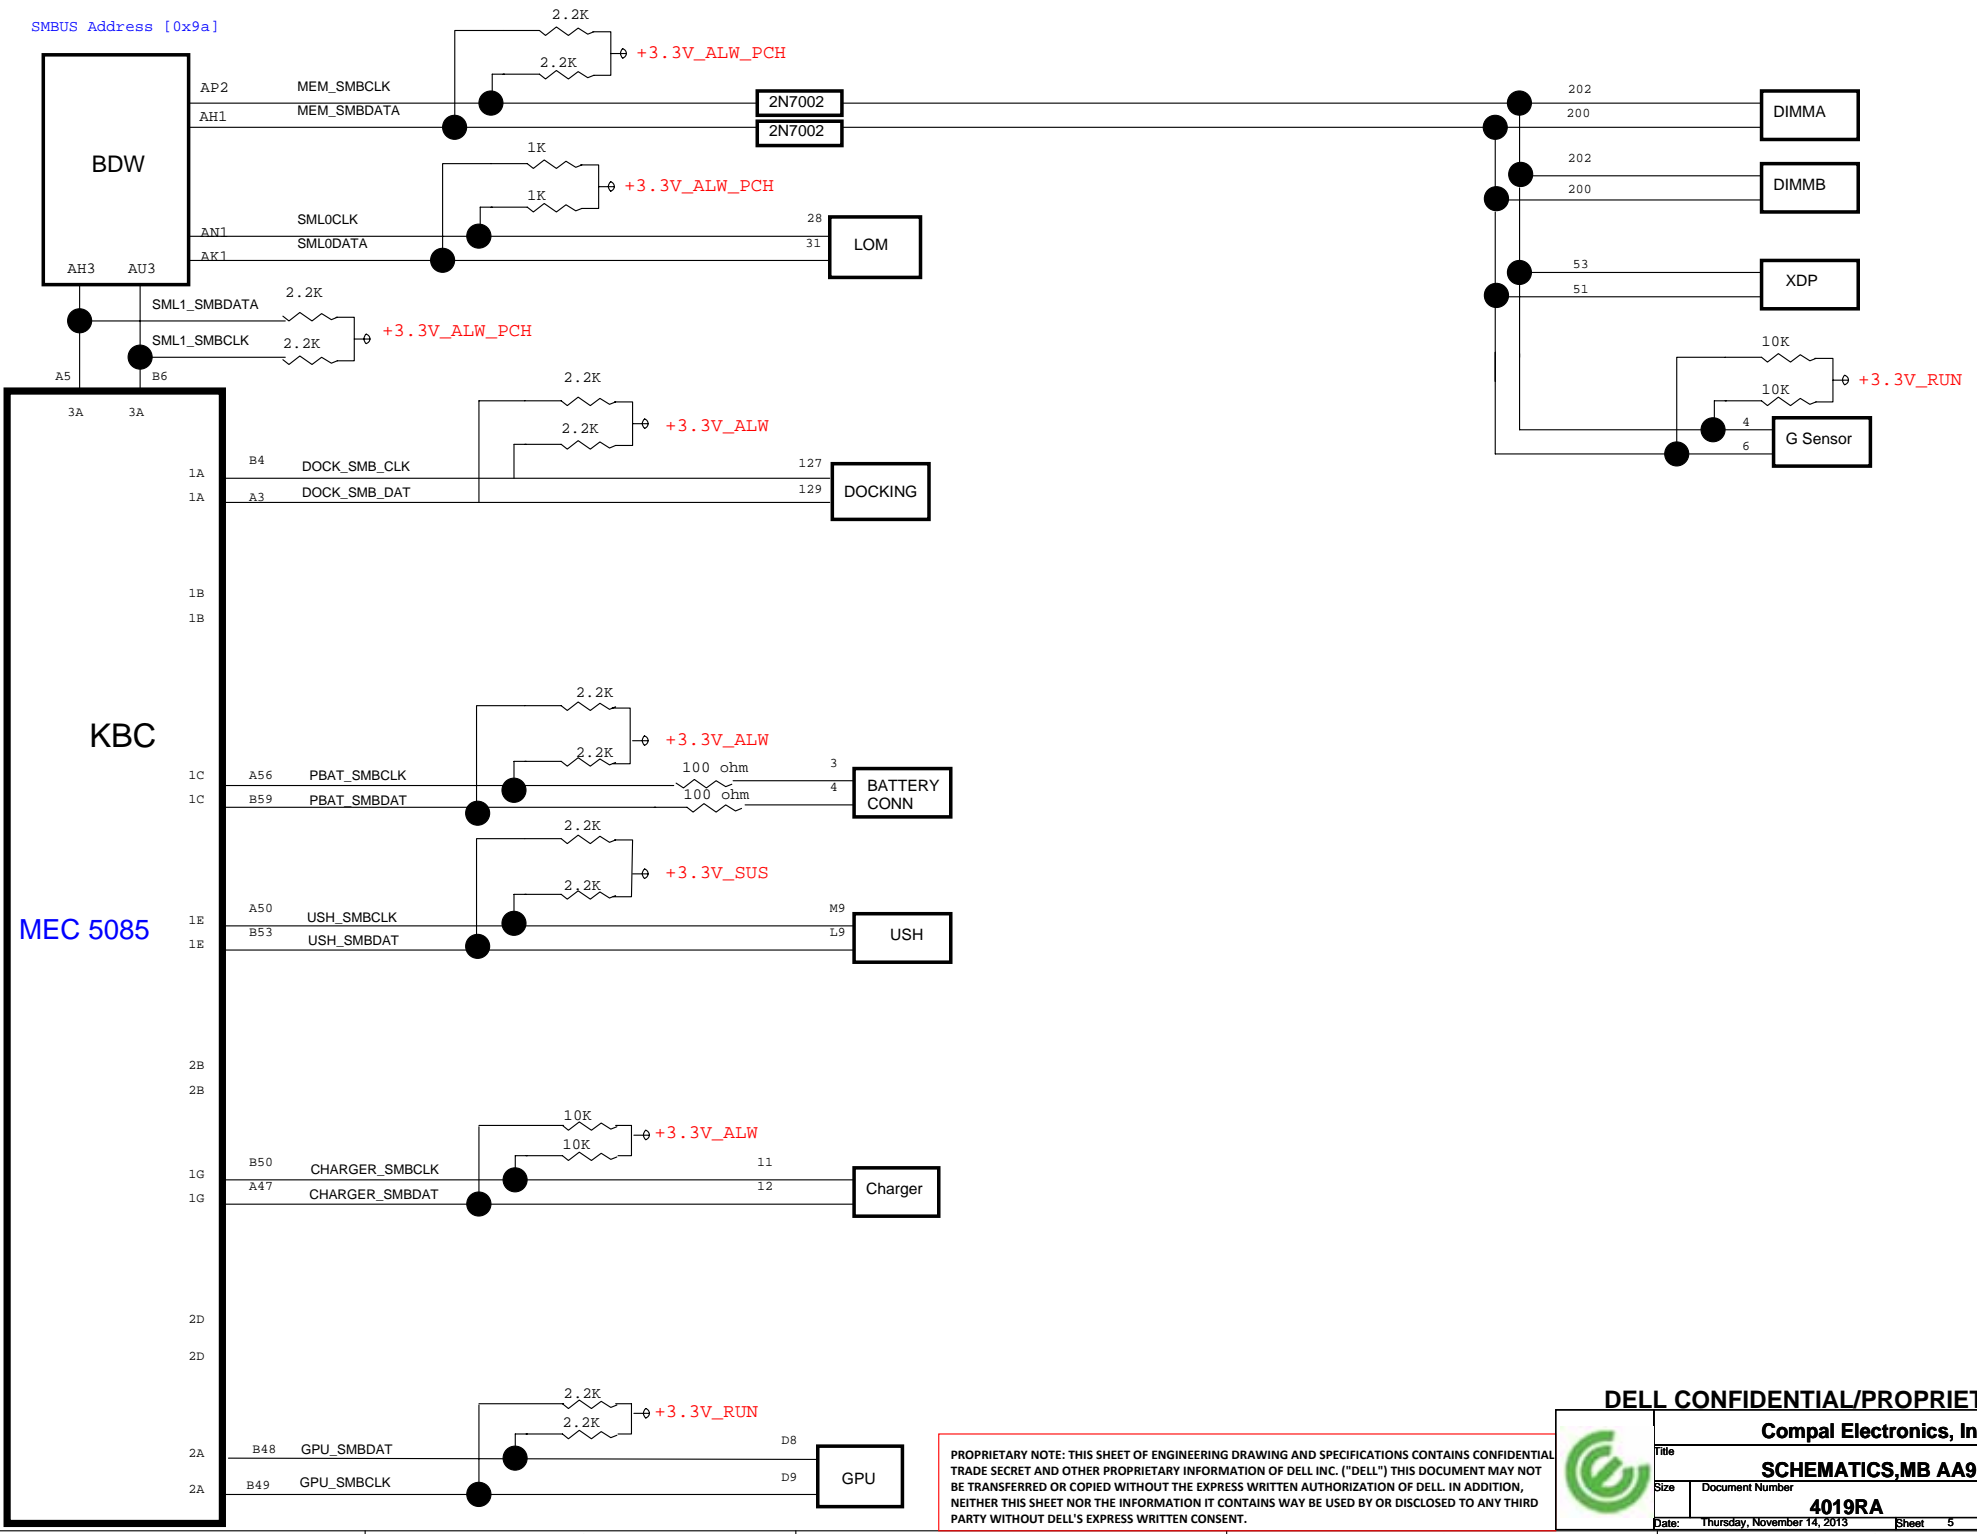 SMBUS Address [0x9a]
2.2K
+3.3V_ALW_PCH
2.2K
AP2
MEM_SMBCLK
2N7002
202
DIMMA
AH1
MEM_SMBDATA
2N7002
200
BDW
1K
+3.3V_ALW_PCH
1K
202
DIMMB
200
AN1
SML0CLK
28
LOM
AK1
SML0DATA
31
AH3
AU3
53
XDP
51
SML1_SMBDATA
2.2K
+3.3V_ALW_PCH
SML1_SMBCLK
2.2K
A5
B6
10K
+3.3V_RUN
10K
4
G Sensor
6
3A
3A
2.2K
+3.3V_ALW
2.2K
1A
B4
DOCK_SMB_CLK
127
DOCKING
1A
A3
DOCK_SMB_DAT
129
1B
1B
KBC
2.2K
+3.3V_ALW
2.2K
1C
A56
PBAT_SMBCLK
100 ohm
3
BATTERY
CONN
1C
B59
PBAT_SMBDAT
100 ohm
4
2.2K
+3.3V_SUS
2.2K
MEC 5085
1E
A50
USH_SMBCLK
M9
USH
1E
B53
USH_SMBDAT
L9
2B
2B
10K
+3.3V_ALW
10K
1G
B50
CHARGER_SMBCLK
11
Charger
1G
A47
CHARGER_SMBDAT
12
2D
2D
2.2K
+3.3V_RUN
2.2K
2A
B48
GPU_SMBDAT
D8
GPU
2A
B49
GPU_SMBCLK
D9
PROPRIETARY NOTE: THIS SHEET OF ENGINEERING DRAWING AND SPECIFICATIONS CONTAINS CONFIDENTIAL
TRADE SECRET AND OTHER PROPRIETARY INFORMATION OF DELL INC. ("DELL") THIS DOCUMENT MAY NOT
BE TRANSFERRED OR COPIED WITHOUT THE EXPRESS WRITTEN AUTHORIZATION OF DELL. IN ADDITION,
NEITHER THIS SHEET NOR THE INFORMATION IT CONTAINS WAY BE USED BY OR DISCLOSED TO ANY THIRD
PARTY WITHOUT DELL'S EXPRESS WRITTEN CONSENT.
DELL CONFIDENTIAL/PROPRIET
Compal Electronics, In
Title
SCHEMATICS,MB AA9
Size
Document Number
4019RA
Date:
Thursday, November 14, 2013
Sheet
5